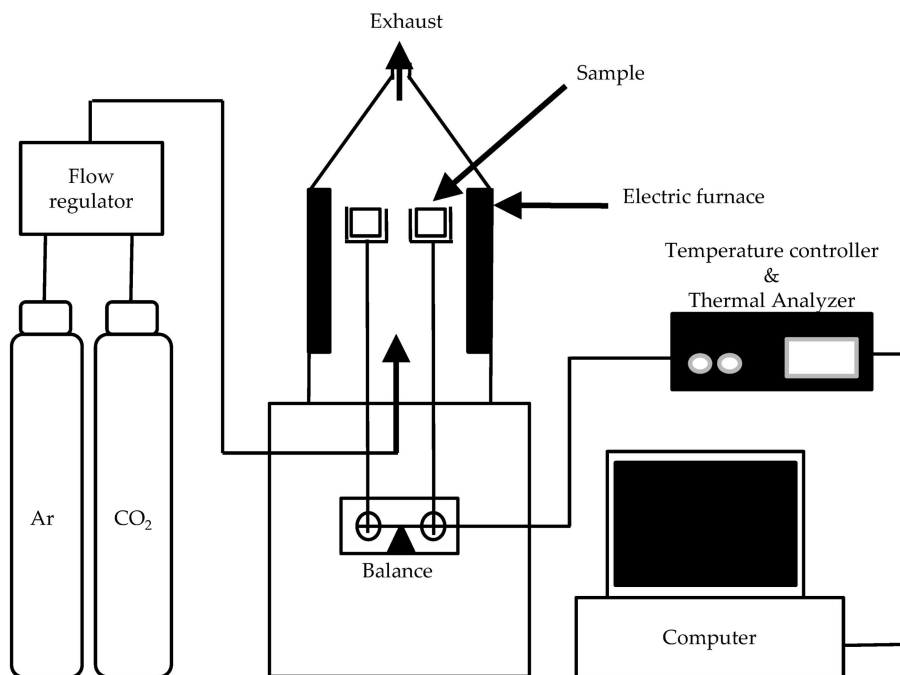 Exhaust
Sample
Flow
regulator
Electric furnace
Temperature controller
&
Thermal Analyzer
Ar
CO₂
Balance
Computer